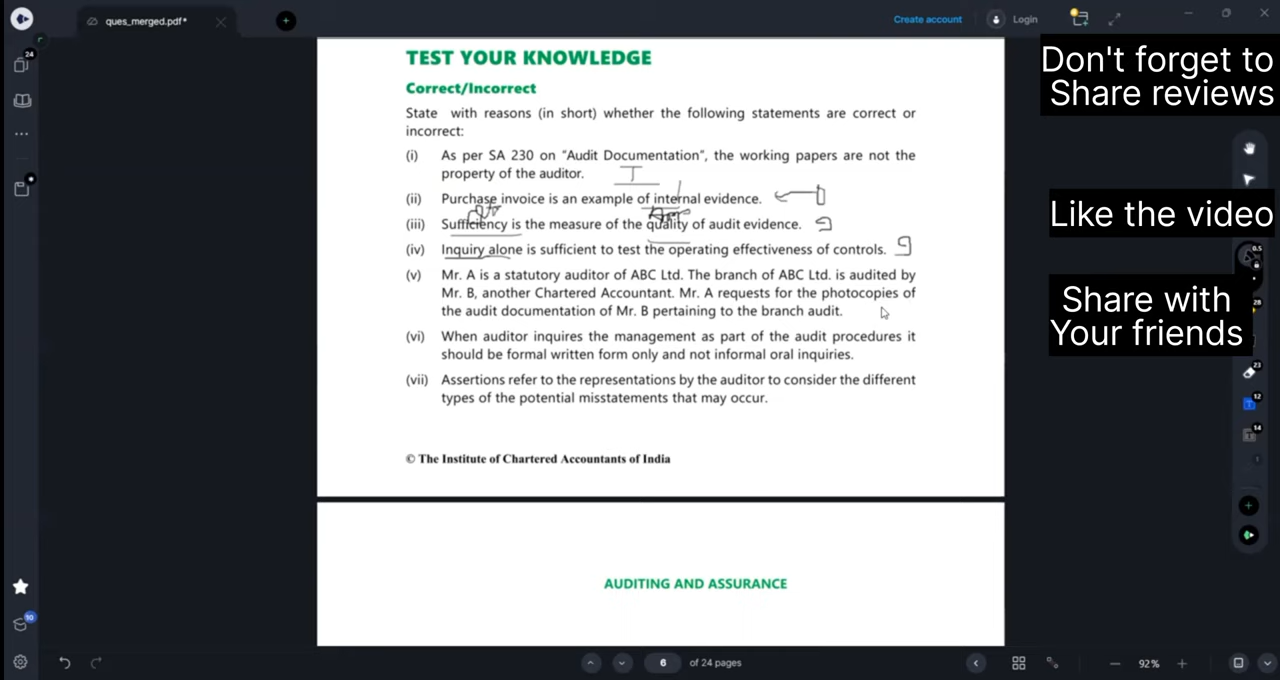 ques_merged.pdf*
Create account
Login
24
TEST YOUR KNOWLEDGE
Correct/Incorrect
State with reasons (in short) whether the following statements are correct or
incorrect:
(i) As per SA 230 on "Audit Documentation", the working papers are not the
property of the auditor. I
(ii) Purchase invoice is an example of internal evidence.
(iii) Sufficiency is the measure of the quality of audit evidence.
(iv) Inquiry alone is sufficient to test the operating effectiveness of controls.
(v) Mr. A is a statutory auditor of ABC Ltd. The branch of ABC Ltd. is audited by
Mr. B, another Chartered Accountant. Mr. A requests for the photocopies of
the audit documentation of Mr. B pertaining to the branch audit.
(vi) When auditor inquires the management as part of the audit procedures it
should be formal written form only and not informal oral inquiries.
(vii) Assertions refer to the representations by the auditor to consider the different
types of the potential misstatements that may occur.
© The Institute of Chartered Accountants of India
AUDITING AND ASSURANCE
Don't forget to
Share reviews
Like the video
Share with
Your friends
0.5
28
23
12
14
10
6 of 24 pages
92%